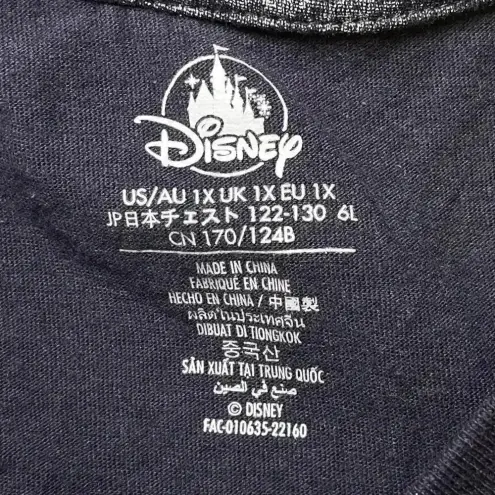 Disney
US/AU 1X UK 1X EU 1X
JP日本チェスト 122-130 6L
CN 170/124B
MADE IN CHINA
FABRIQUÉ EN CHINE
HECHO EN CHINA / 中國製
ผลิตในประเทศจีน
DIBUAT DI TIONGKOK
중국산
SẢN XUẤT TẠI TRUNG QUỐC
صنع في الصين
© DISNEY
FAC-010635-22160